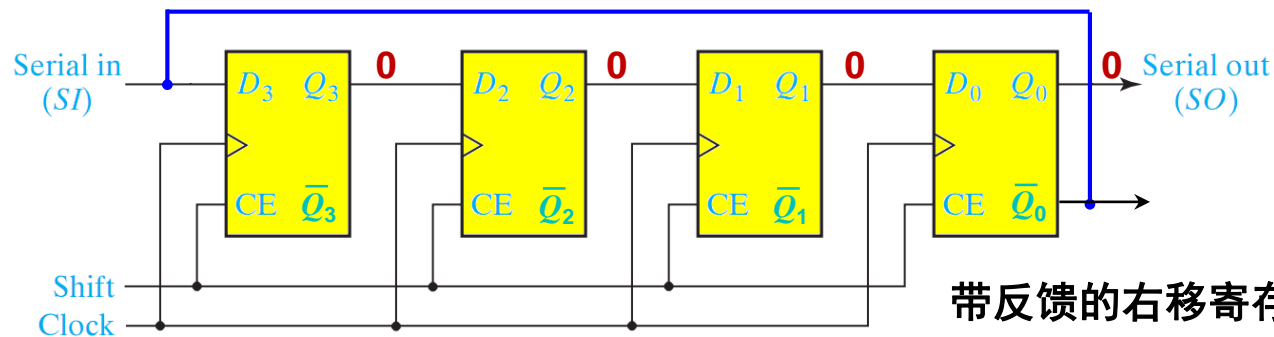 Serial in
(SI)
D₃ Q₃ 0
D₂ Q₂ 0
D₁ Q₁ 0
D₀ Q₀ 0
Serial out
(SO)
CE Q̅₃
CE Q̅₂
CE Q̅₁
CE Q̅₀
Shift
Clock
带反馈的右移寄